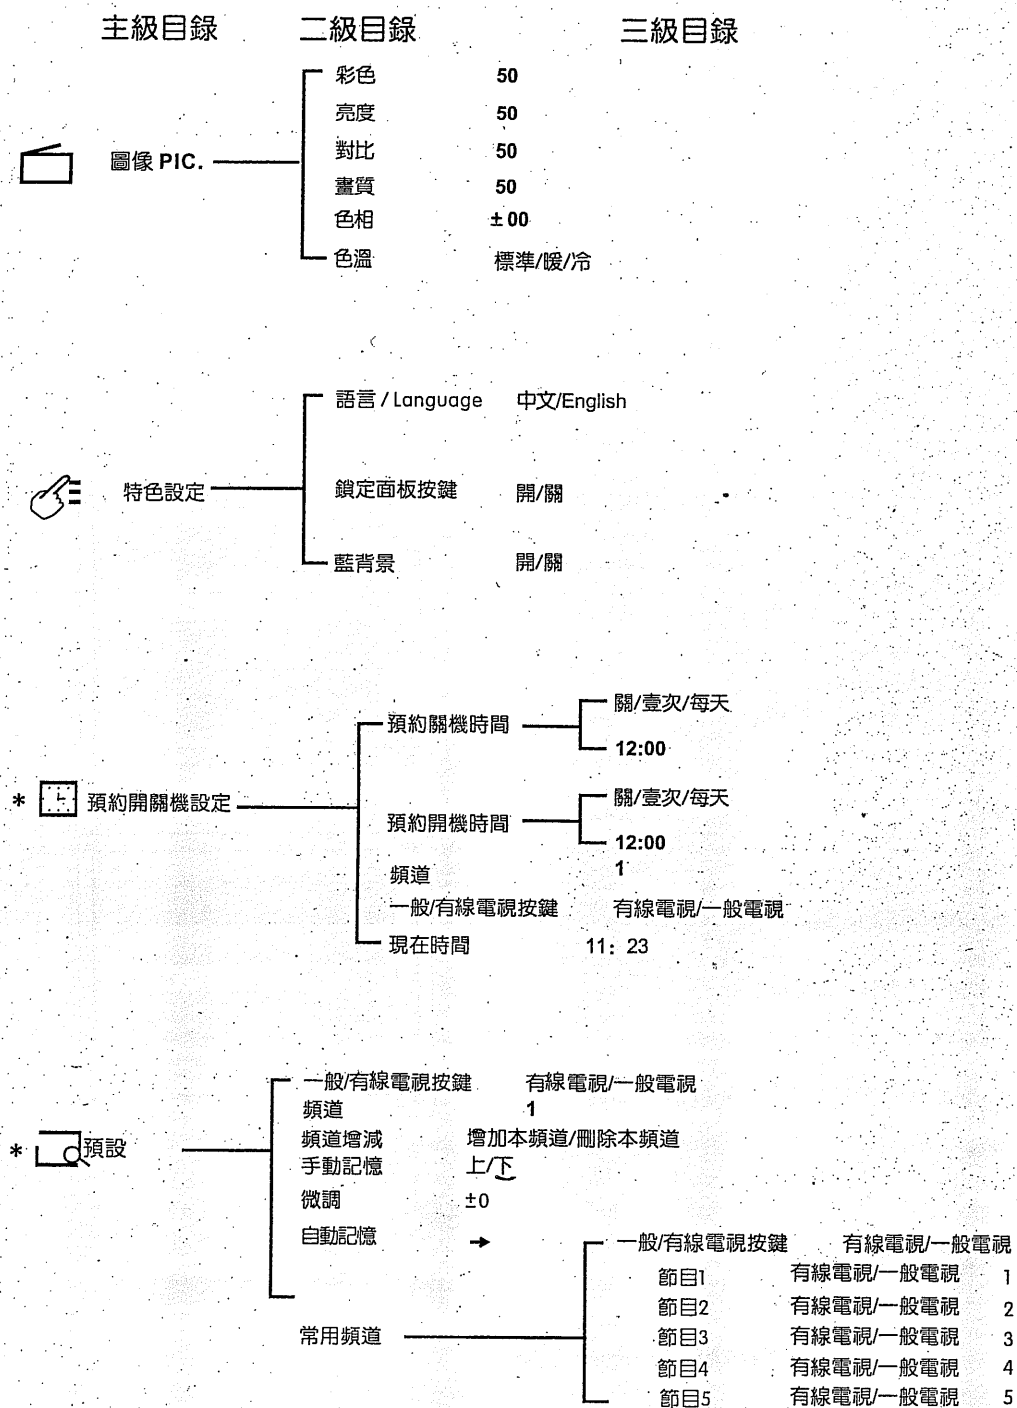 主級目錄 二級目錄 三級目錄
彩色 50
亮度 50
對比 50
圖像 PIC.
畫質 50
色相 ±00
色溫 標準/暖/冷
語言/Language 中文/English
特色設定 鎖定面板按鍵 開/關
藍背景 開/關
關/壹次/每天
預約關機時間
12:00
* 預約開關機設定
關/壹次/每天
預約開機時間
12:00
頻道 1
一般/有線電視按鍵 有線電視/一般電視
現在時間 11: 23
一般/有線電視按鍵 有線電視/一般電視
頻道 1
* 預設
頻道增減 增加本頻道/刪除本頻道
手動記憶 上/下
微調 ±0
自動記憶 →
一般/有線電視按鍵 有線電視/一般電視
節目1 有線電視/一般電視 1
節目2 有線電視/一般電視 2
常用頻道
節目3 有線電視/一般電視 3
節目4 有線電視/一般電視 4
節目5 有線電視/一般電視 5